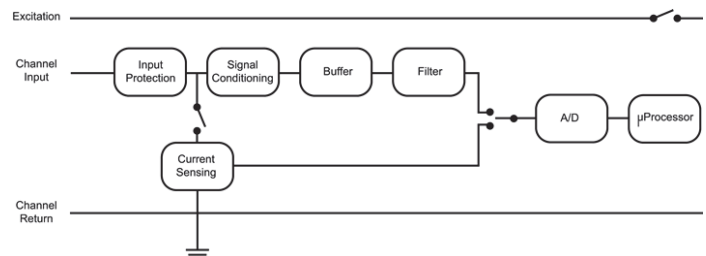 Excitation
Channel
Input
Input
Protection
Signal
Conditioning
Buffer
Filter
A/D
µProcessor
Current
Sensing
Channel
Return